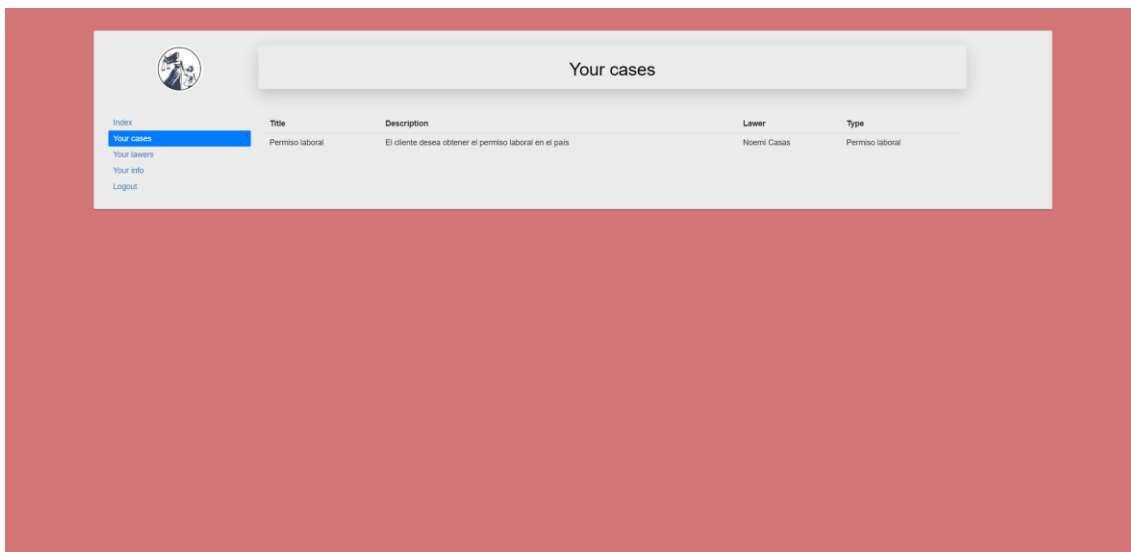 Your cases
Index
Your cases
Your lawers
Your info
Logout
Title Description Lawer Type
Permiso laboral El cliente desea obtener el permiso laboral en el país Noemí Casas Permiso laboral